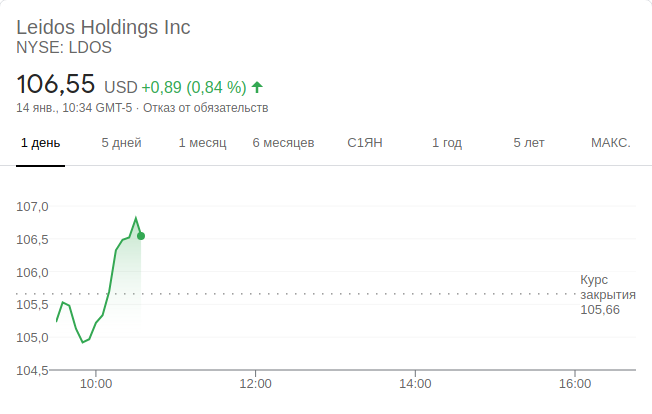 Leidos Holdings Inc
NYSE: LDOS
106,55 USD +0,89 (0,84 %)
14 янв., 10:34 GMT-5 · Отказ от обязательств
1 день 5 дней 1 месяц 6 месяцев С1ЯН 1 год 5 лет МАКС.
107,0
106,5
106,0
Курс
закрытия
105,66
105,5
105,0
104,5
10:00 12:00 14:00 16:00